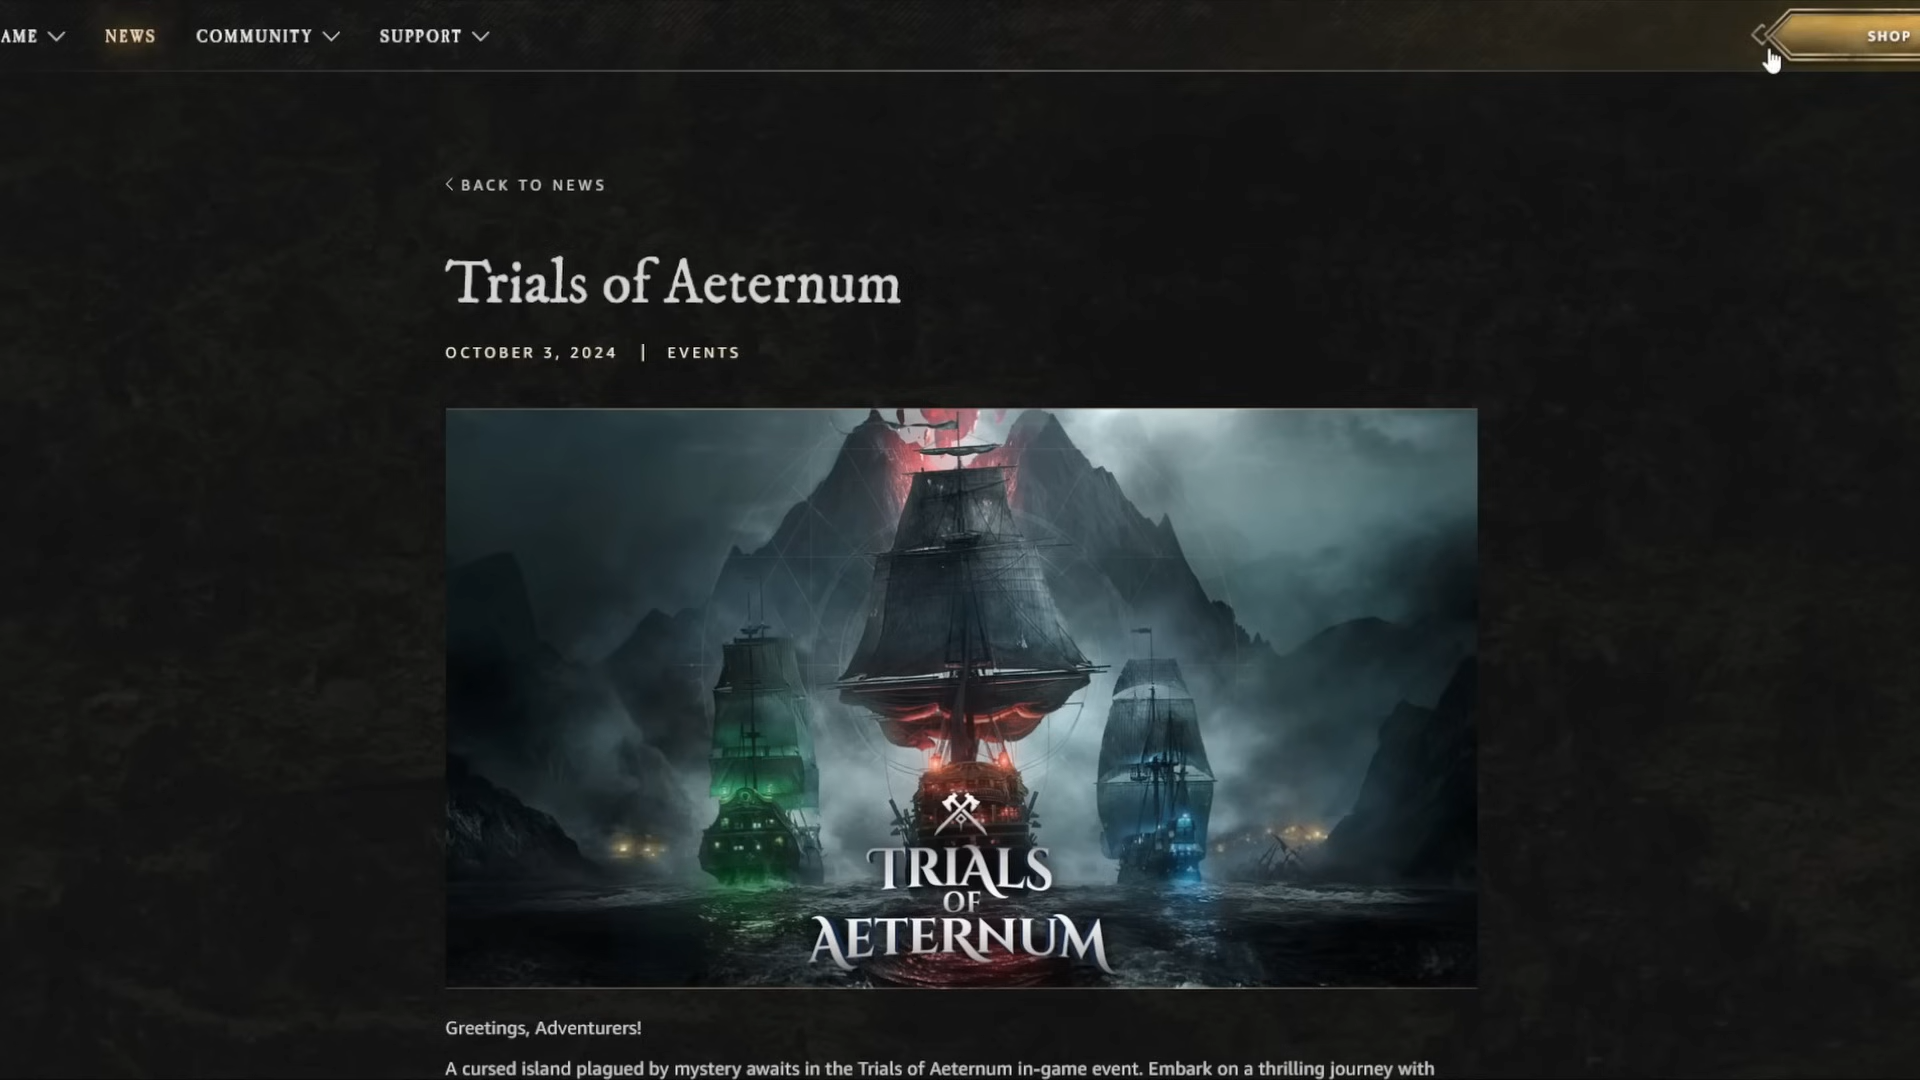 AME
NEWS
COMMUNITY
SUPPORT
SHOP
BACK TO NEWS
Trials of Aeternum
OCTOBER 3, 2024 | EVENTS
TRIALS
OF
AETERNUM
Greetings, Adventurers!
A cursed island plagued by mystery awaits in the Trials of Aeternum in-game event. Embark on a thrilling journey with